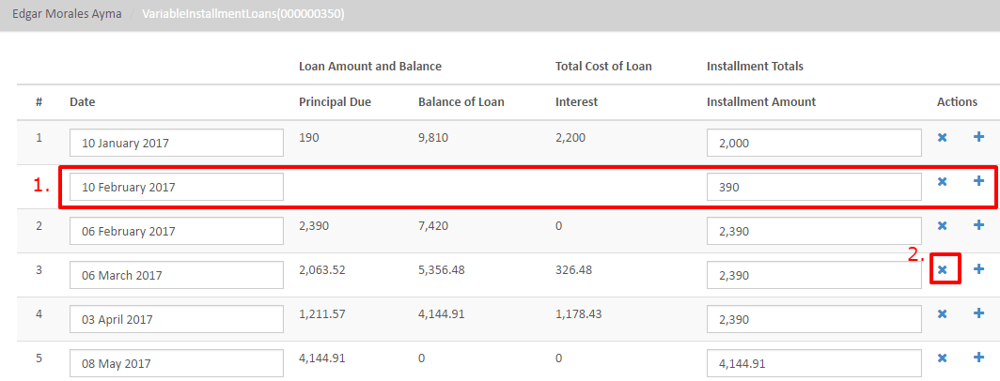 Edgar Morales Ayma / VariableInstallmentLoans(000000350)
Loan Amount and Balance Total Cost of Loan Installment Totals
# Date Principal Due Balance of Loan Interest Installment Amount Actions
1 10 January 2017 190 9,810 2,200 2,000
1. 10 February 2017 390
2 06 February 2017 2,390 7,420 0 2,390
2.
3 06 March 2017 2,063.52 5,356.48 326.48 2,390
4 03 April 2017 1,211.57 4,144.91 1,178.43 2,390
5 08 May 2017 4,144.91 0 0 4,144.91